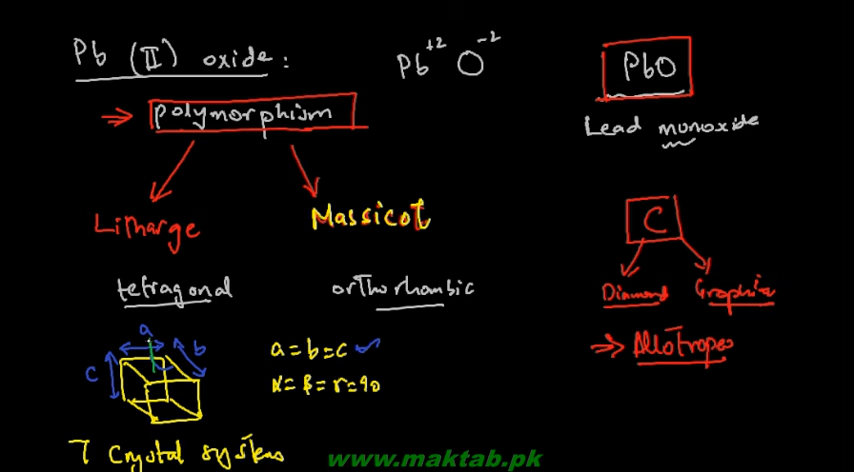 Pb (II) oxide :
Pb+2 O-2
PbO
Lead monoxide
⇒ polymorphism
Litharge
Massicot
tetragonal
orthorhombic
C
Diamond
Graphite
⇒ Allotropes
a
b
c
a = b = c
α = β = γ = 90
7 Crystal systems
www.maktab.pk